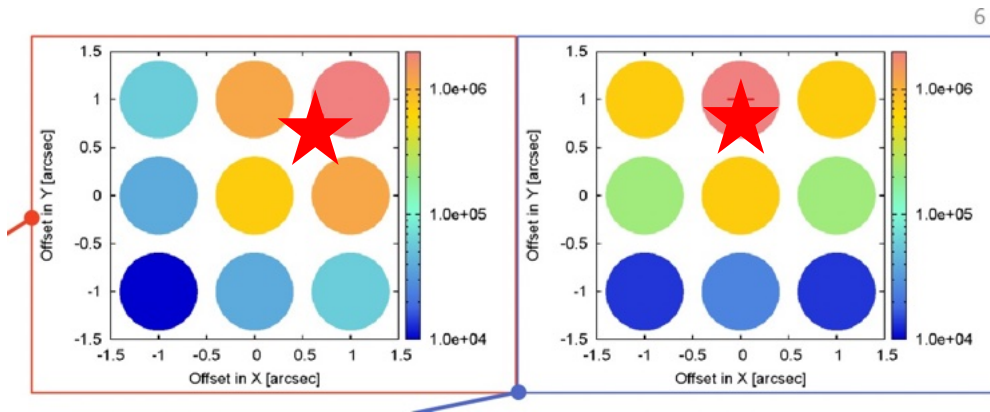 6
1.5
1
0.5
0
-0.5
-1
-1.5
-1.5 -1 -0.5 0 0.5 1 1.5
Offset in X [arcsec]
Offset in Y [arcsec]
1.0e+06
1.0e+05
1.0e+04
1.5
1
0.5
0
-0.5
-1
-1.5
-1.5 -1 -0.5 0 0.5 1 1.5
Offset in X [arcsec]
Offset in Y [arcsec]
1.0e+06
1.0e+05
1.0e+04